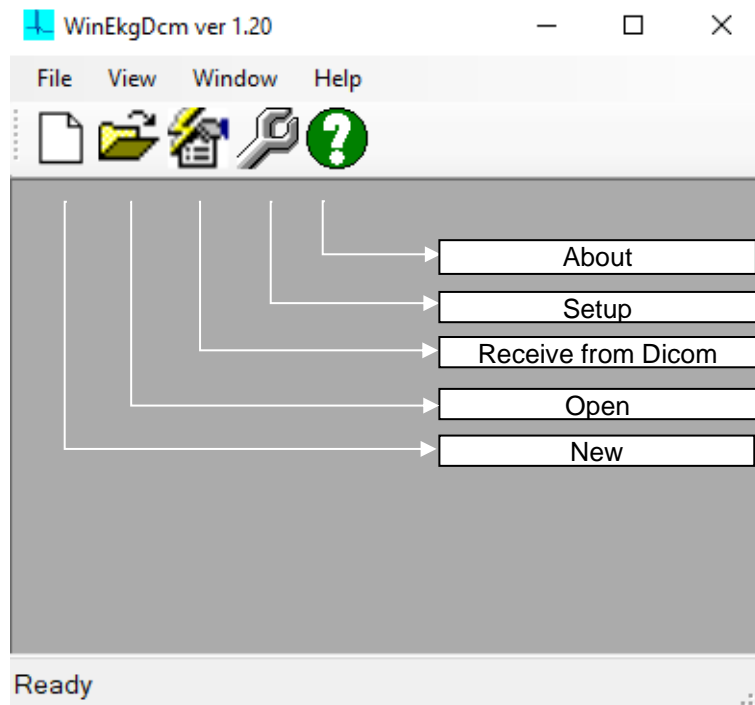 WinEkgDcm ver 1.20
File View Window Help
About
Setup
Receive from Dicom
Open
New
Ready